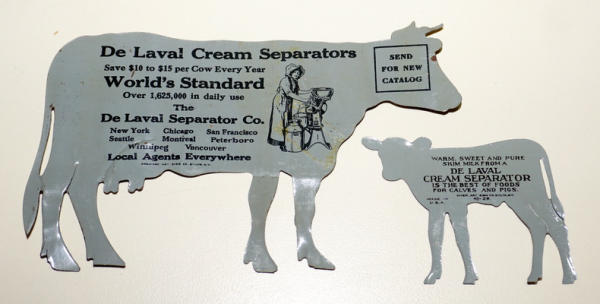 De Laval Cream Separators
Save $10 to $15 per Cow Every Year
World's Standard
Over 1,625,000 in daily use
The
De Laval Separator Co.
New York Chicago San Francisco
Seattle Montreal Peterboro
Winnipeg Vancouver
Local Agents Everywhere
SEND
FOR NEW
CATALOG
WARM, SWEET AND PURE
SKIM MILK FROM A
DE LAVAL
CREAM SEPARATOR
IS THE BEST OF FOODS
FOR CALVES AND PIGS.
MADE IN
U.S.A.